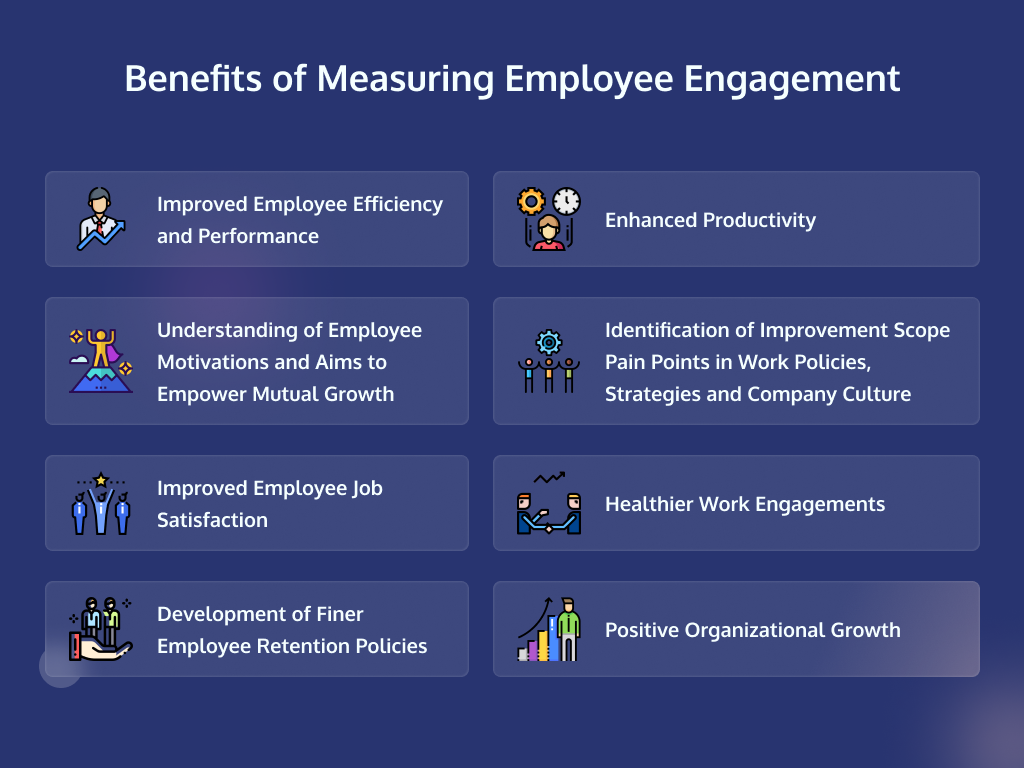 Benefits of Measuring Employee Engagement
Improved Employee Efficiency
and Performance
Enhanced Productivity
Understanding of Employee
Motivations and Aims to
Empower Mutual Growth
Identification of Improvement Scope
Pain Points in Work Policies,
Strategies and Company Culture
Improved Employee Job
Satisfaction
Healthier Work Engagements
Development of Finer
Employee Retention Policies
Positive Organizational Growth